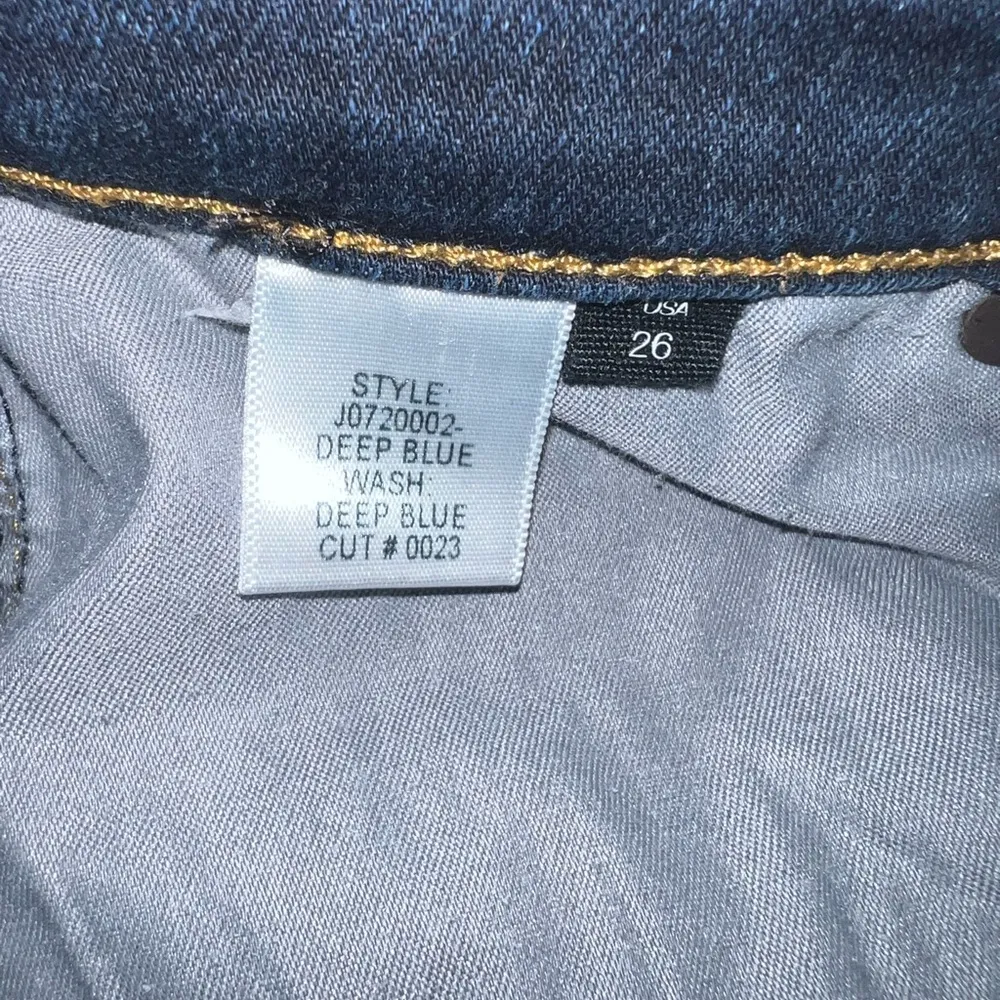 STYLE:
J0720002-
DEEP BLUE
WASH:
DEEP BLUE
CUT # 0023
USA
26